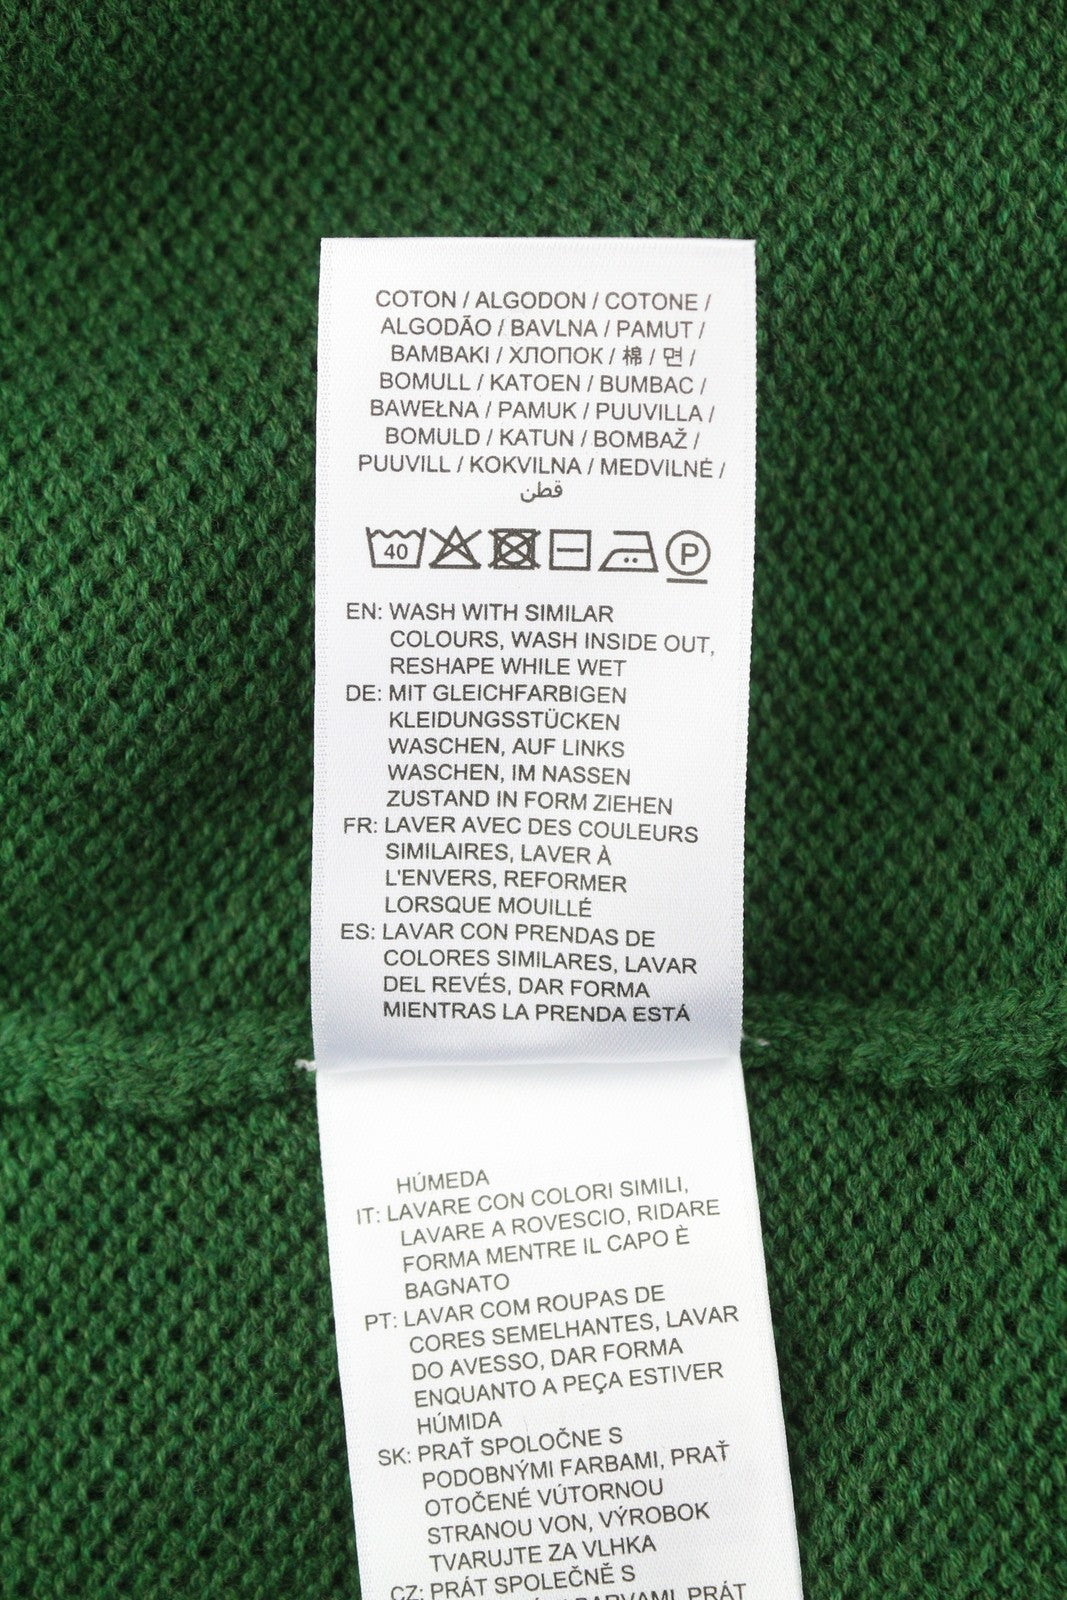 COTON / ALGODON / COTONE /
ALGODÃO / BAVLNA / PAMUT /
BAMBAKI / ХЛОПОК / 棉 / 면 /
BOMULL / KATOEN / BUMBAC /
BAWEŁNA / PAMUK / PUUVILLA /
BOMULD / KATUN / BOMBAŽ /
PUUVILL / KOKVILNA / MEDVILNĖ /
قطن
40 P
EN: WASH WITH SIMILAR
COLOURS, WASH INSIDE OUT,
RESHAPE WHILE WET
DE: MIT GLEICHFARBIGEN
KLEIDUNGSSTÜCKEN
WASCHEN, AUF LINKS
WASCHEN, IM NASSEN
ZUSTAND IN FORM ZIEHEN
FR: LAVER AVEC DES COULEURS
SIMILAIRES, LAVER À
L'ENVERS, REFORMER
LORSQUE MOUILLÉ
ES: LAVAR CON PRENDAS DE
COLORES SIMILARES, LAVAR
DEL REVÉS, DAR FORMA
MIENTRAS LA PRENDA ESTÁ
HÚMEDA
IT: LAVARE CON COLORI SIMILI,
LAVARE A ROVESCIO, RIDARE
FORMA MENTRE IL CAPO È
BAGNATO
PT: LAVAR COM ROUPAS DE
CORES SEMELHANTES, LAVAR
DO AVESSO, DAR FORMA
ENQUANTO A PEÇA ESTIVER
HÚMIDA
SK: PRAŤ SPOLOČNE S
PODOBNÝMI FARBAMI, PRAŤ
OTOČENÉ VÚTORNOU
STRANOU VON, VÝROBOK
TVARUJTE ZA VLHKA
CZ: PRÁT SPOLEČNĚ S
BARVAMI, PRÁT